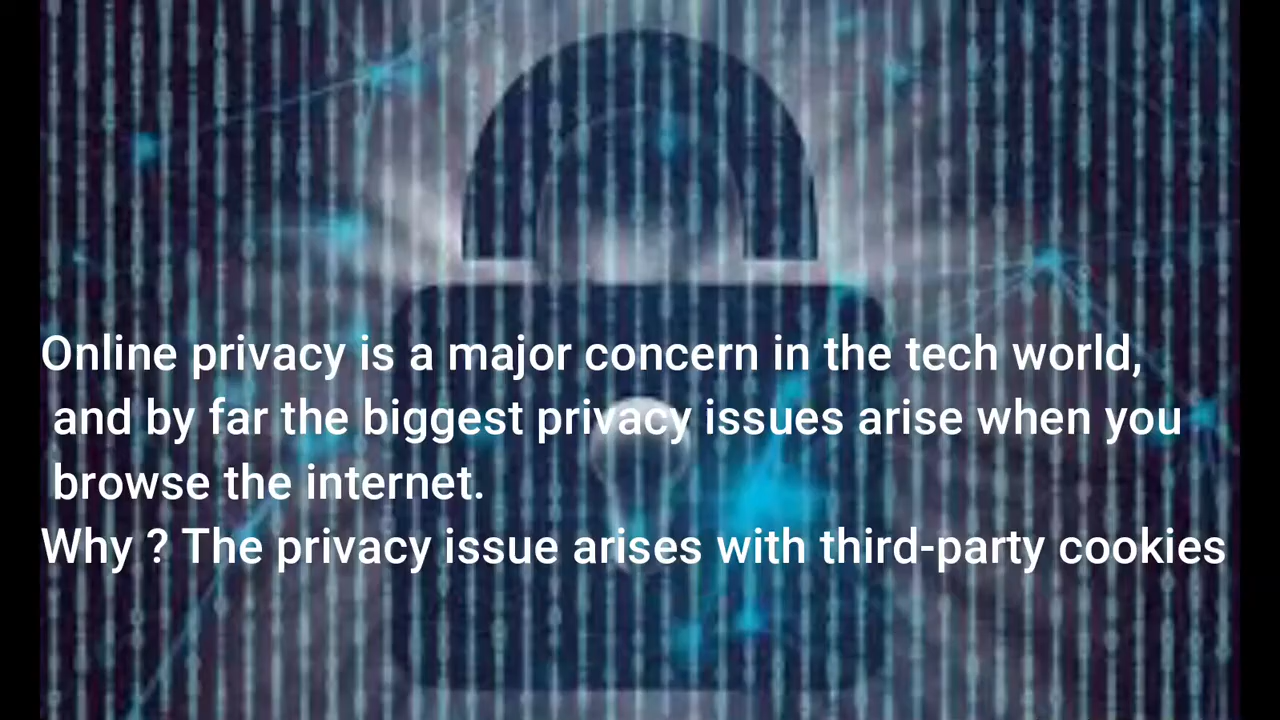 Online privacy is a major concern in the tech world,
and by far the biggest privacy issues arise when you
browse the internet.
Why ? The privacy issue arises with third-party cookies